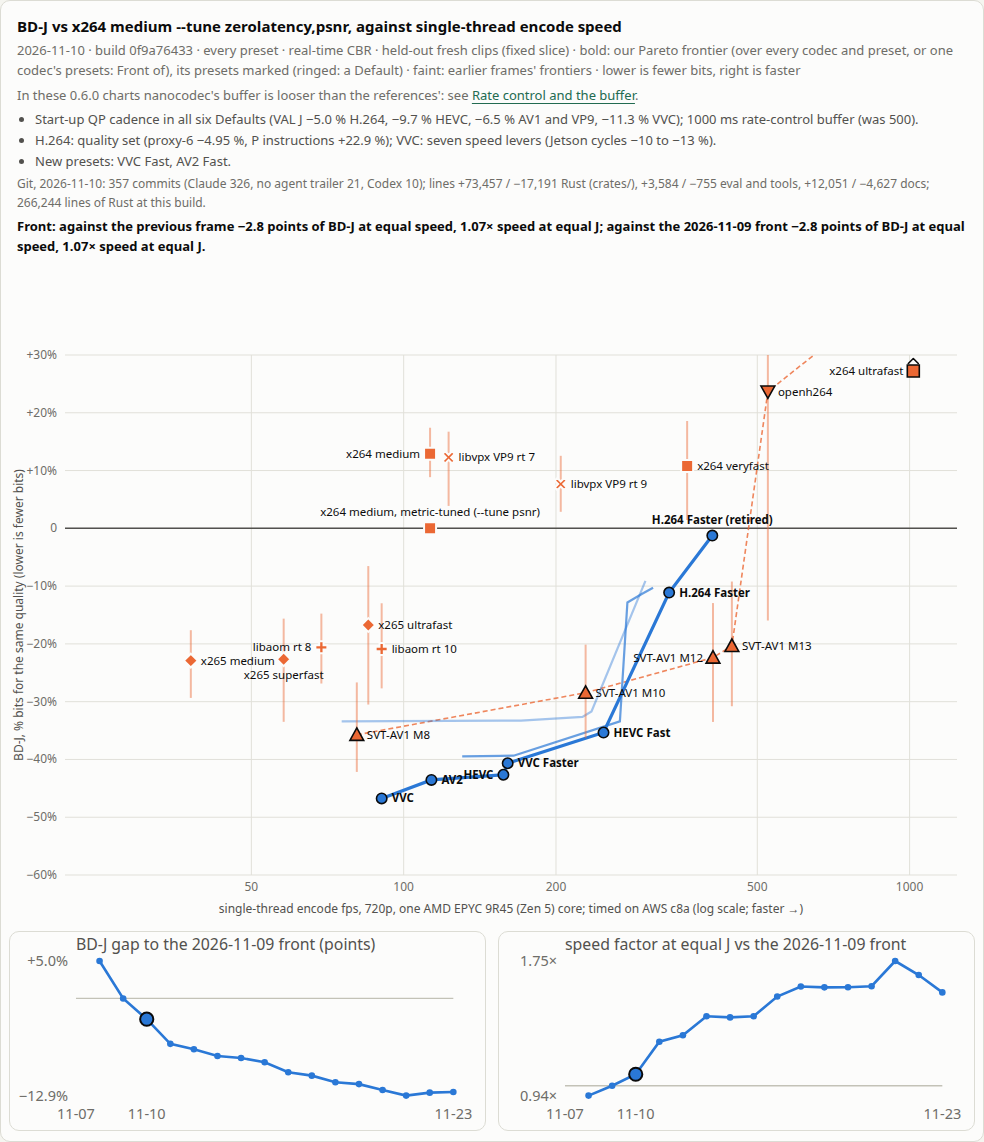 BD-J vs x264 medium --tune zerolatency,psnr, against single-thread encode speed
2026-11-10 · build 0f9a76433 · every preset · real-time CBR · held-out fresh clips (fixed slice) · bold: our Pareto frontier (over every codec and preset, or one
codec's presets: Front of), its presets marked (ringed: a Default) · faint: earlier frames' frontiers · lower is fewer bits, right is faster
In these 0.6.0 charts nanocodec's buffer is looser than the references': see Rate control and the buffer.
• Start-up QP cadence in all six Defaults (VAL J −5.0 % H.264, −9.7 % HEVC, −6.5 % AV1 and VP9, −11.3 % VVC); 1000 ms rate-control buffer (was 500).
• H.264: quality set (proxy-6 −4.95 %, P instructions +22.9 %); VVC: seven speed levers (Jetson cycles −10 to −13 %).
• New presets: VVC Fast, AV2 Fast.
Git, 2026-11-10: 357 commits (Claude 326, no agent trailer 21, Codex 10); lines +73,457 / −17,191 Rust (crates/), +3,584 / −755 eval and tools, +12,051 / −4,627 docs;
266,244 lines of Rust at this build.
Front: against the previous frame −2.8 points of BD-J at equal speed, 1.07× speed at equal J; against the 2026-11-09 front −2.8 points of BD-J at equal
speed, 1.07× speed at equal J.
+30%
x264 ultrafast
openh264
+20%
x264 medium
libvpx VP9 rt 7
+10%
x264 veryfast
libvpx VP9 rt 9
x264 medium, metric-tuned (--tune psnr)
H.264 Faster (retired)
0
−10%
H.264 Faster
x265 ultrafast
−20%
libaom rt 8
libaom rt 10
SVT-AV1 M13
x265 medium
SVT-AV1 M12
x265 superfast
−30%
SVT-AV1 M10
SVT-AV1 M8
HEVC Fast
−40%
VVC Faster
AV2
HEVC
VVC
−50%
−60%
BD-J, % bits for the same quality (lower is fewer bits)
50
100
200
500
1000
single-thread encode fps, 720p, one AMD EPYC 9R45 (Zen 5) core; timed on AWS c8a (log scale; faster →)
BD-J gap to the 2026-11-09 front (points)
+5.0%
−12.9%
11-07
11-10
11-23
speed factor at equal J vs the 2026-11-09 front
1.75×
0.94×
11-07
11-10
11-23